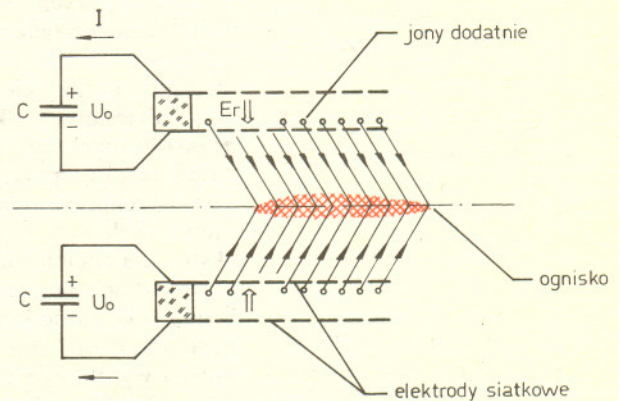 I
jony dodatnie
+
C
U₀
Er
−
ognisko
+
C
U₀
−
elektrody siatkowe